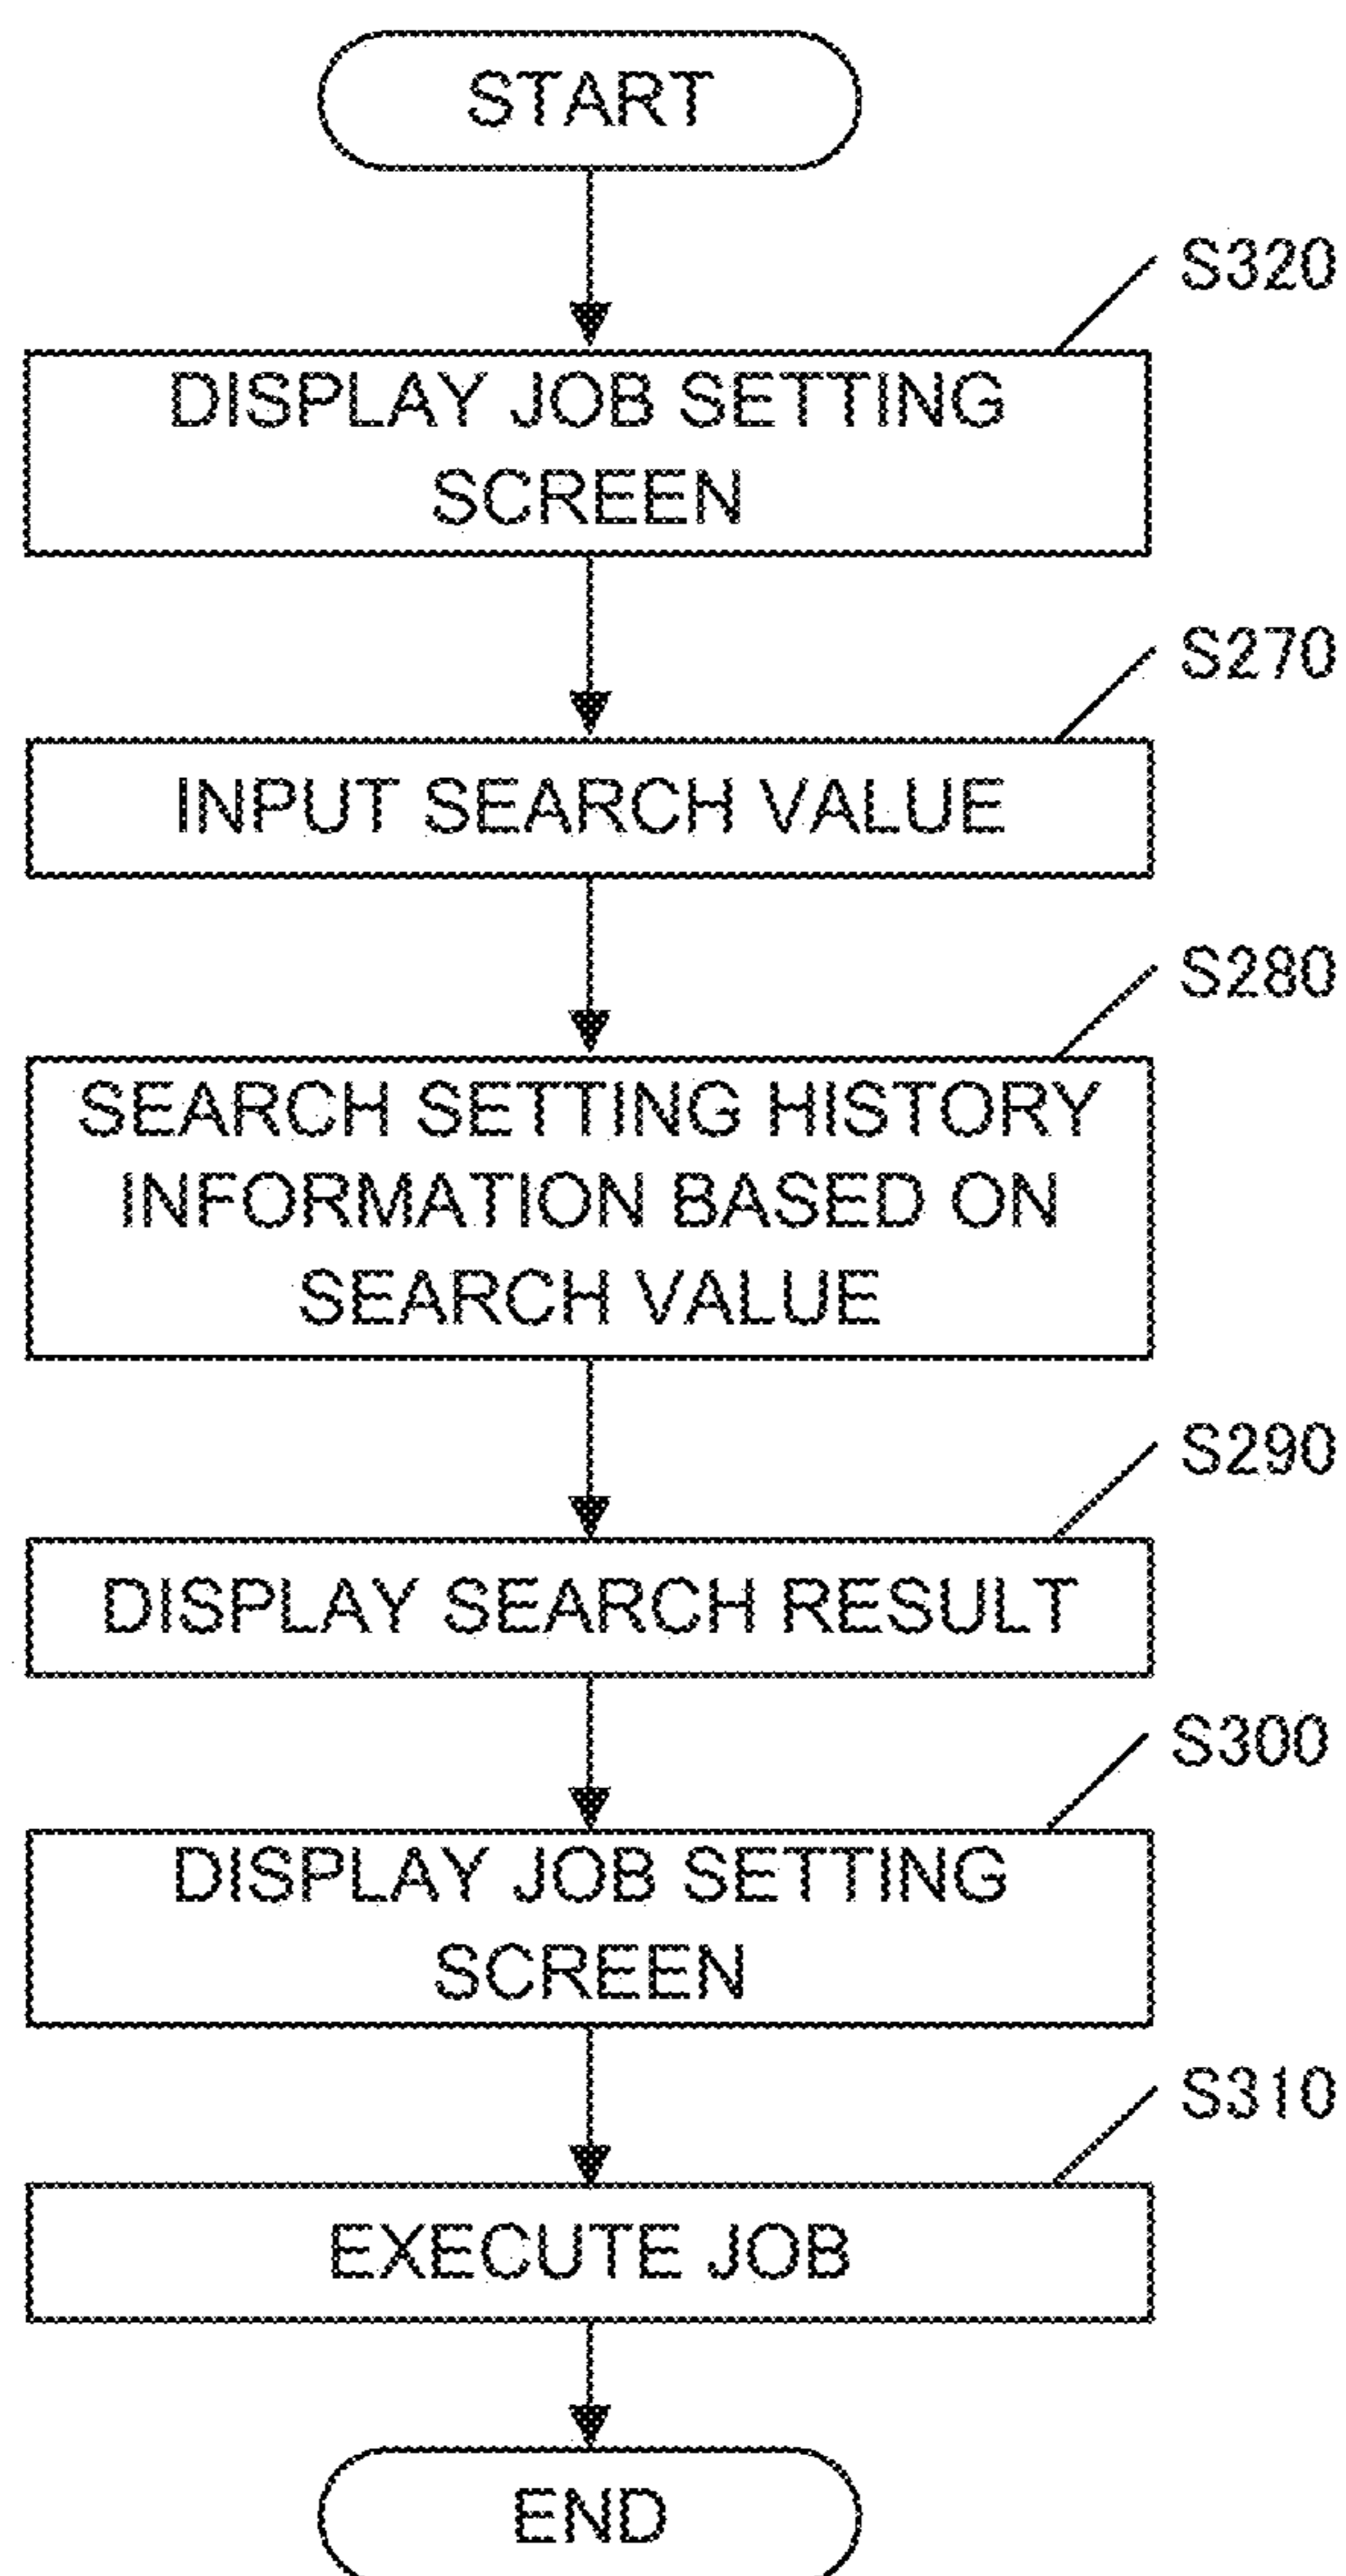 START
S320
DISPLAY JOB SETTING
SCREEN
S270
INPUT SEARCH VALUE
S280
SEARCH SETTING HISTORY
INFORMATION BASED ON
SEARCH VALUE
S290
DISPLAY SEARCH RESULT
S300
DISPLAY JOB SETTING
SCREEN
S310
EXECUTE JOB
END